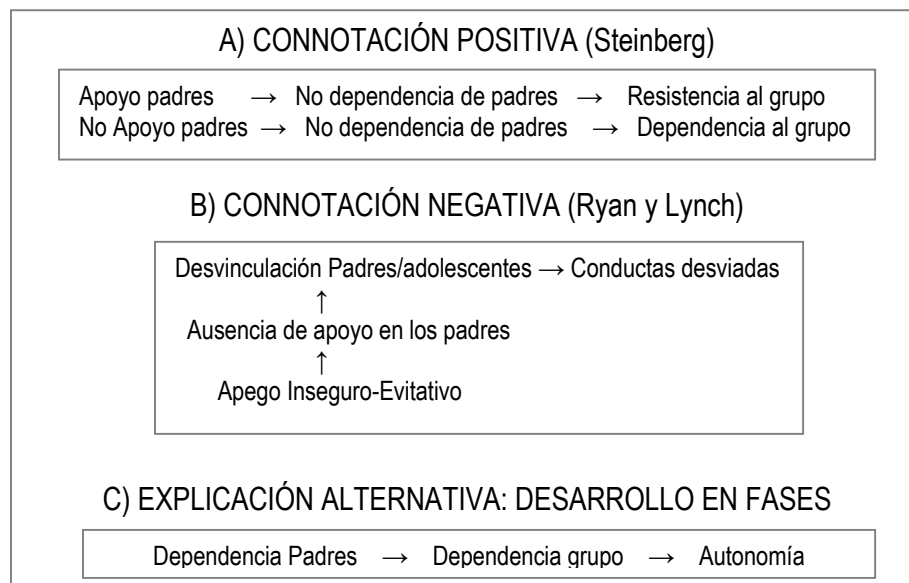 A) CONNOTACIÓN POSITIVA (Steinberg)
Apoyo padres → No dependencia de padres → Resistencia al grupo
No Apoyo padres → No dependencia de padres → Dependencia al grupo
B) CONNOTACIÓN NEGATIVA (Ryan y Lynch)
Desvinculación Padres/adolescentes → Conductas desviadas
↑
Ausencia de apoyo en los padres
↑
Apego Inseguro-Evitativo
C) EXPLICACIÓN ALTERNATIVA: DESARROLLO EN FASES
Dependencia Padres → Dependencia grupo → Autonomía